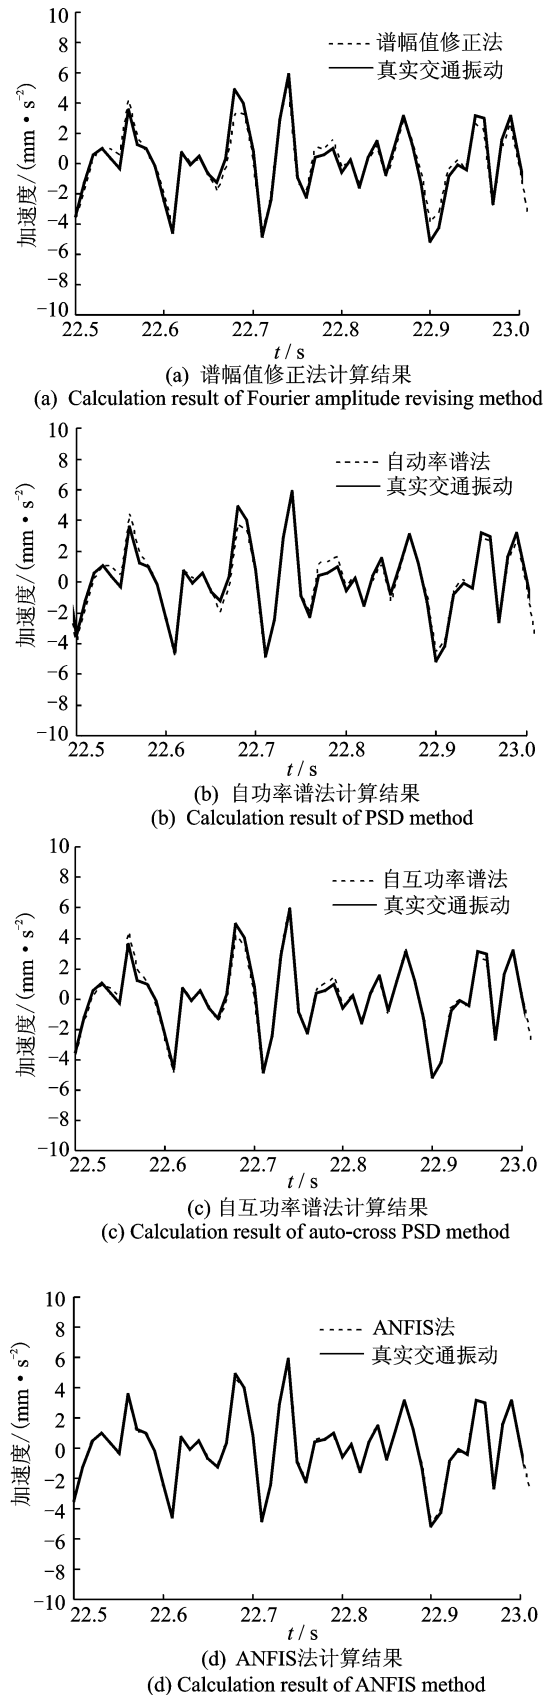 10
8
6
4
2
0
−2
−4
−6
−8
−10
加速度/(mm·s⁻²)
谱幅值修正法
真实交通振动
22.5 22.6 22.7 22.8 22.9 23.0
t / s
(a) 谱幅值修正法计算结果
(a) Calculation result of Fourier amplitude revising method
10
8
6
4
2
0
−2
−4
−6
−8
−10
加速度/(mm·s⁻²)
自动率谱法
真实交通振动
22.5 22.6 22.7 22.8 22.9 23.0
t / s
(b) 自功率谱法计算结果
(b) Calculation result of PSD method
10
8
6
4
2
0
−2
−4
−6
−8
−10
加速度/(mm·s⁻²)
自互功率谱法
真实交通振动
22.5 22.6 22.7 22.8 22.9 23.0
t / s
(c) 自互功率谱法计算结果
(c) Calculation result of auto-cross PSD method
10
8
6
4
2
0
−2
−4
−6
−8
−10
加速度/(mm·s⁻²)
ANFIS法
真实交通振动
22.5 22.6 22.7 22.8 22.9 23.0
t / s
(d) ANFIS法计算结果
(d) Calculation result of ANFIS method